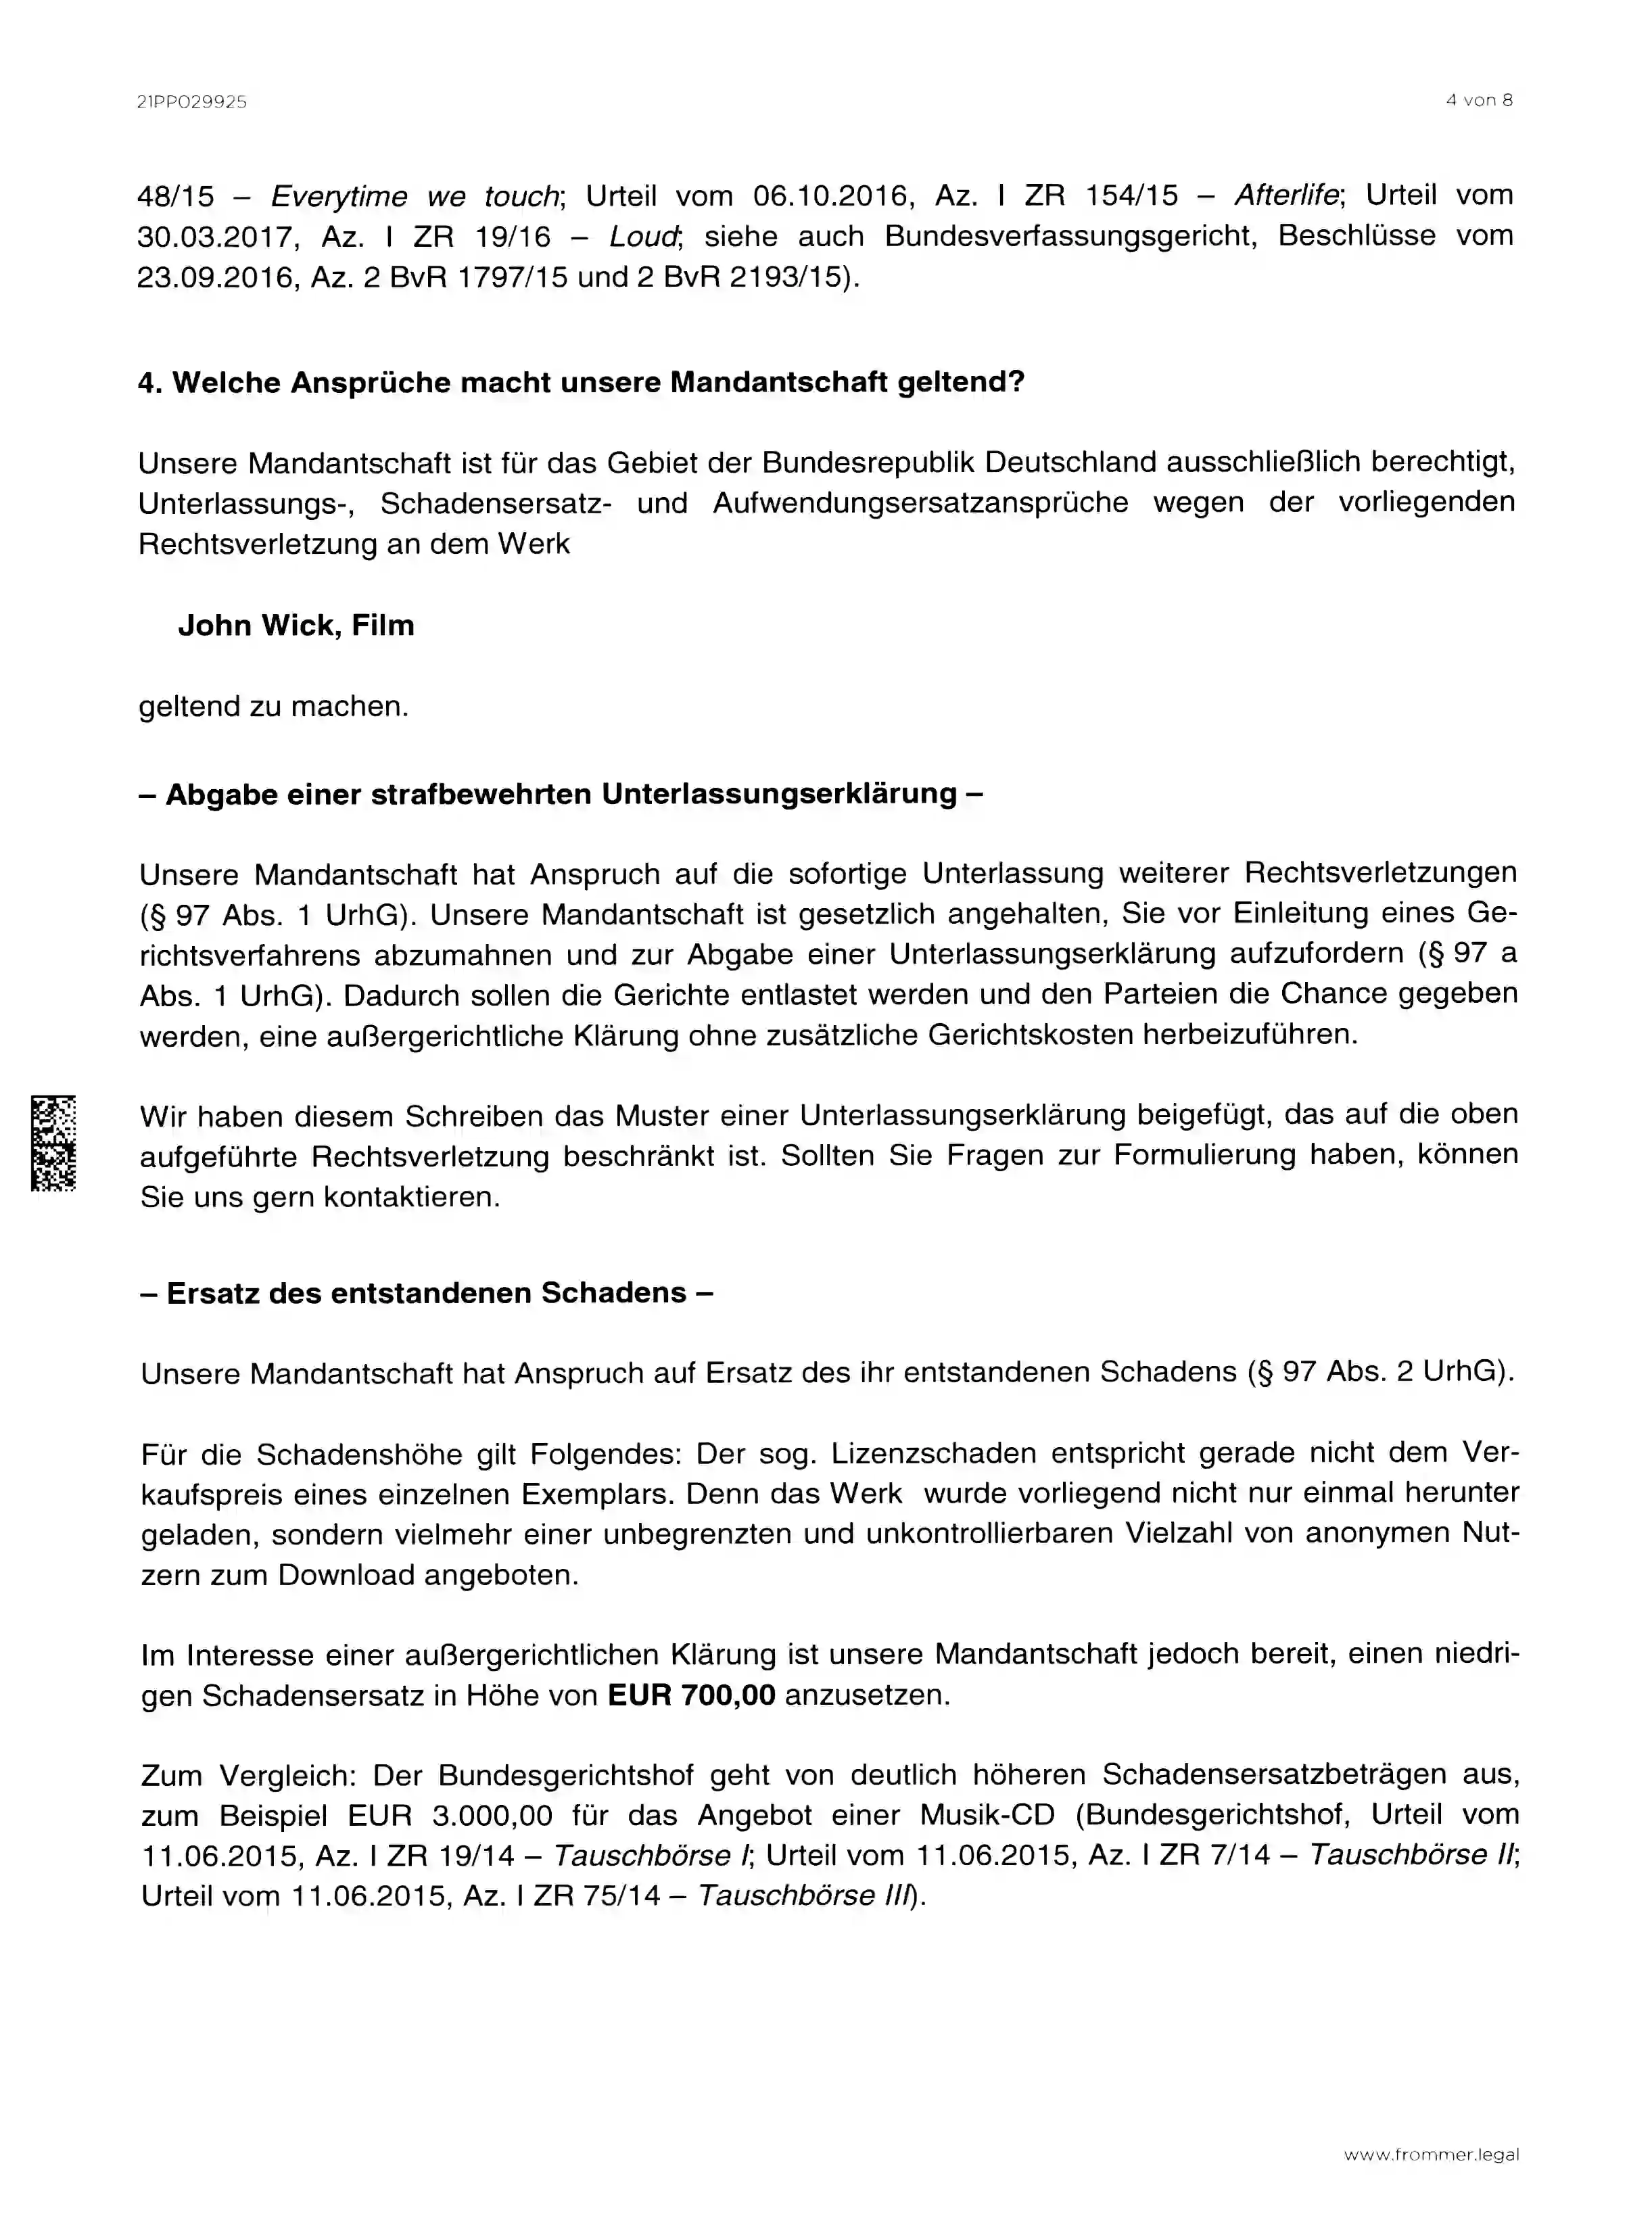 21PP029925
4 von 8
48/15 – Everytime we touch; Urteil vom 06.10.2016, Az. I ZR 154/15 – Afterlife; Urteil vom
30.03.2017, Az. I ZR 19/16 – Loud; siehe auch Bundesverfassungsgericht, Beschlüsse vom
23.09.2016, Az. 2 BvR 1797/15 und 2 BvR 2193/15).
4. Welche Ansprüche macht unsere Mandantschaft geltend?
Unsere Mandantschaft ist für das Gebiet der Bundesrepublik Deutschland ausschließlich berechtigt,
Unterlassungs-, Schadensersatz- und Aufwendungsersatzansprüche wegen der vorliegenden
Rechtsverletzung an dem Werk
John Wick, Film
geltend zu machen.
– Abgabe einer strafbewehrten Unterlassungserklärung –
Unsere Mandantschaft hat Anspruch auf die sofortige Unterlassung weiterer Rechtsverletzungen
(§ 97 Abs. 1 UrhG). Unsere Mandantschaft ist gesetzlich angehalten, Sie vor Einleitung eines Ge-
richtsverfahrens abzumahnen und zur Abgabe einer Unterlassungserklärung aufzufordern (§ 97 a
Abs. 1 UrhG). Dadurch sollen die Gerichte entlastet werden und den Parteien die Chance gegeben
werden, eine außergerichtliche Klärung ohne zusätzliche Gerichtskosten herbeizuführen.
Wir haben diesem Schreiben das Muster einer Unterlassungserklärung beigefügt, das auf die oben
aufgeführte Rechtsverletzung beschränkt ist. Sollten Sie Fragen zur Formulierung haben, können
Sie uns gern kontaktieren.
– Ersatz des entstandenen Schadens –
Unsere Mandantschaft hat Anspruch auf Ersatz des ihr entstandenen Schadens (§ 97 Abs. 2 UrhG).
Für die Schadenshöhe gilt Folgendes: Der sog. Lizenzschaden entspricht gerade nicht dem Ver-
kaufspreis eines einzelnen Exemplars. Denn das Werk wurde vorliegend nicht nur einmal herunter
geladen, sondern vielmehr einer unbegrenzten und unkontrollierbaren Vielzahl von anonymen Nut-
zern zum Download angeboten.
Im Interesse einer außergerichtlichen Klärung ist unsere Mandantschaft jedoch bereit, einen niedri-
gen Schadensersatz in Höhe von EUR 700,00 anzusetzen.
Zum Vergleich: Der Bundesgerichtshof geht von deutlich höheren Schadensersatzbeträgen aus,
zum Beispiel EUR 3.000,00 für das Angebot einer Musik-CD (Bundesgerichtshof, Urteil vom
11.06.2015, Az. I ZR 19/14 – Tauschbörse I; Urteil vom 11.06.2015, Az. I ZR 7/14 – Tauschbörse II;
Urteil vom 11.06.2015, Az. I ZR 75/14 – Tauschbörse III).
www.frommer.legal